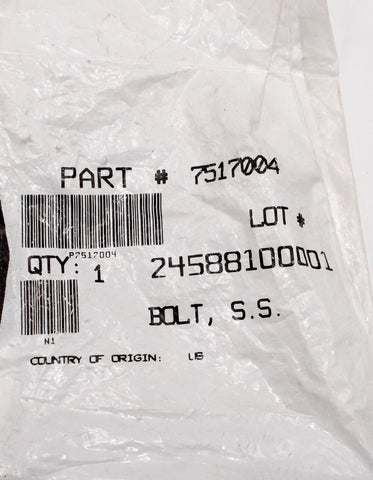 PART # 7517004
LOT #
P7517004
QTY: 1 24588100001
BOLT, S.S.
N1
COUNTRY OF ORIGIN: US